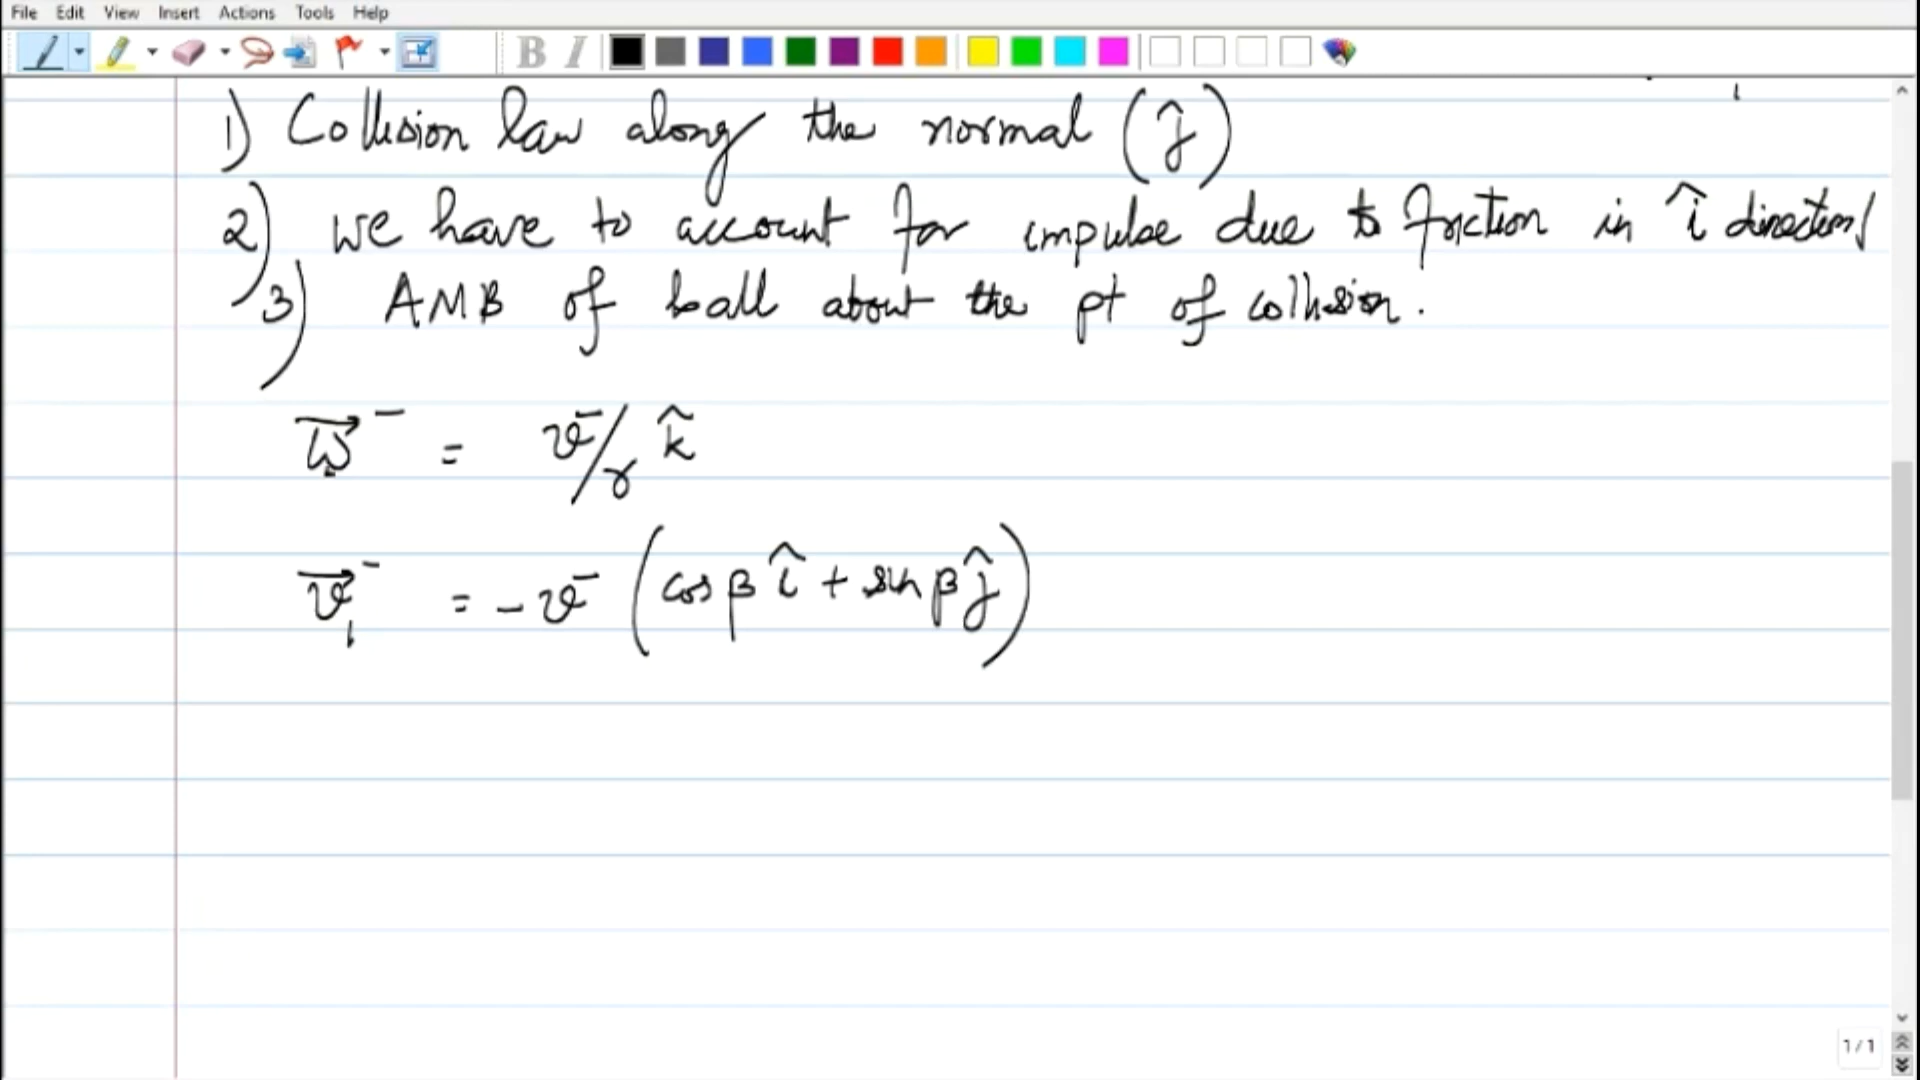 File Edit View Insert Actions Tools Help
B I
1) Collision law along the normal (ĵ)
2) we have to account for impulse due to friction in î direction
3) AMB of ball about the pt of collision.
ω⃗⁻ = v⁻/r k̂
v⃗₁⁻ = -v⁻ (cos β î + sin β ĵ)
1 / 1